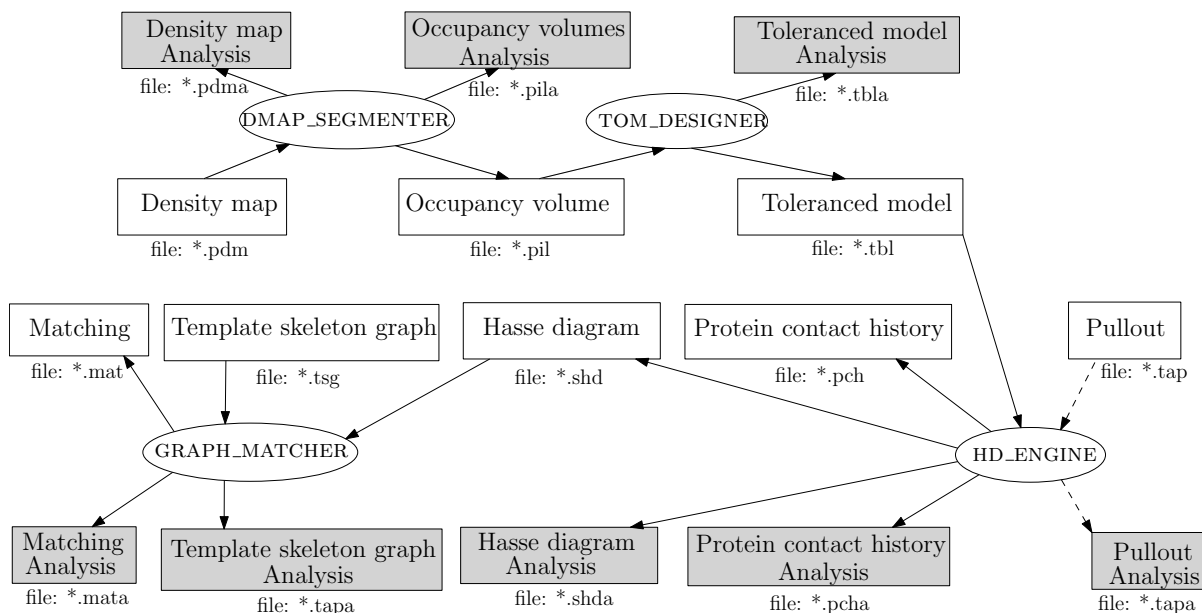 Density map
Analysis
file: *.pdma
Occupancy volumes
Analysis
file: *.pila
Toleranced model
Analysis
file: *.tbla
DMAP_SEGMENTER
TOM_DESIGNER
Density map
file: *.pdm
Occupancy volume
file: *.pil
Toleranced model
file: *.tbl
Matching
file: *.mat
Template skeleton graph
file: *.tsg
Hasse diagram
file: *.shd
Protein contact history
file: *.pch
Pullout
file: *.tap
GRAPH_MATCHER
HD_ENGINE
Matching
Analysis
file: *.mata
Template skeleton graph
Analysis
file: *.tapa
Hasse diagram
Analysis
file: *.shda
Protein contact history
Analysis
file: *.pcha
Pullout
Analysis
file: *.tapa